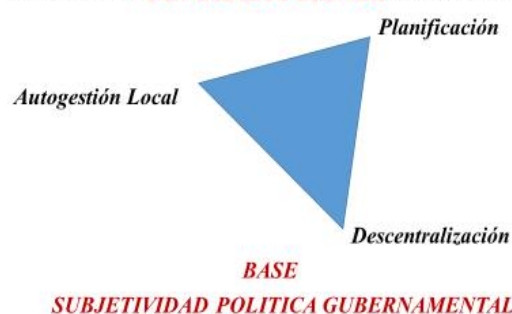 Planificación
Autogestión Local
Descentralización
BASE
SUBJETIVIDAD POLITICA GUBERNAMENTAL